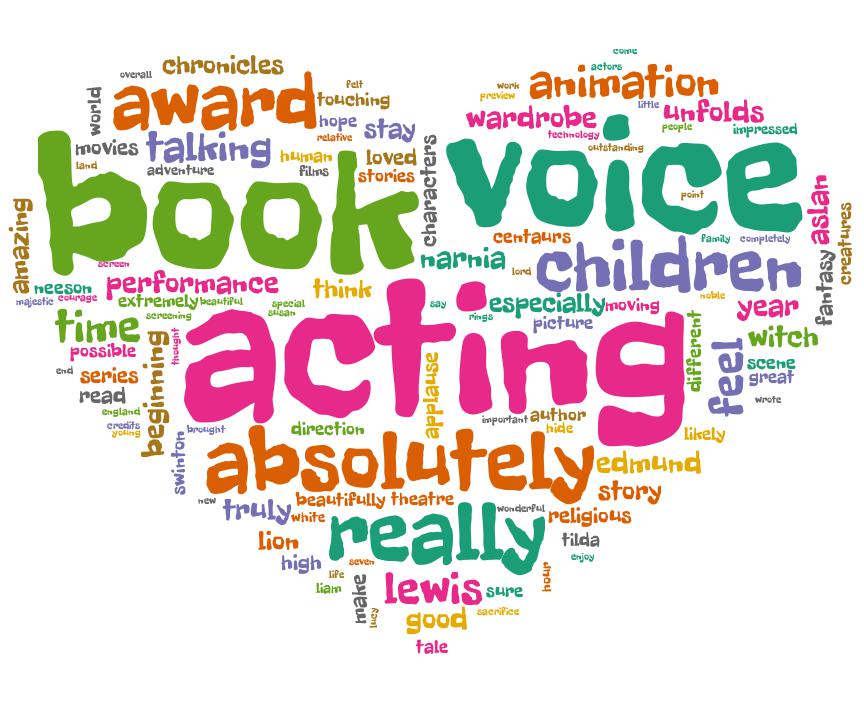 come
actors
chronicles
overall
award
felt
touching
world
hope
stay
relative
movies
talking
human
loved
land
adventure
films
stories
book
characters
work
preview
animation
little
wardrobe
unfolds
technology
people
impressed
outstanding
voice
point
amazing
centaurs
family
completely
aslan
creatures
fantasy
screen
narnia
lord
children
neeson
performance
think
majestic
courage
extremely
beautiful
special
susan
say
especially
moving
noble
year
rings
time
screening
picture
witch
possible
thought
acting
different
feel
scene
great
end
series
beginning
applause
wrote
read
england
credits
young
brought
direction
important
author
hide
likely
swinton
absolutely
edmund
story
new
beautifully
theatre
truly
white
wonderful
religious
really
lion
tilda
high
seven
enjoy
life
liam
make
lewis
sure
hour
lucy
good
sacrifice
tale